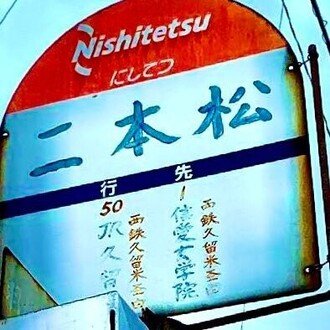 Nishitetsu
にしてつ
二本松
行先
50 西鉄久留米
JR久留
1 西鉄久留米
信愛女学院